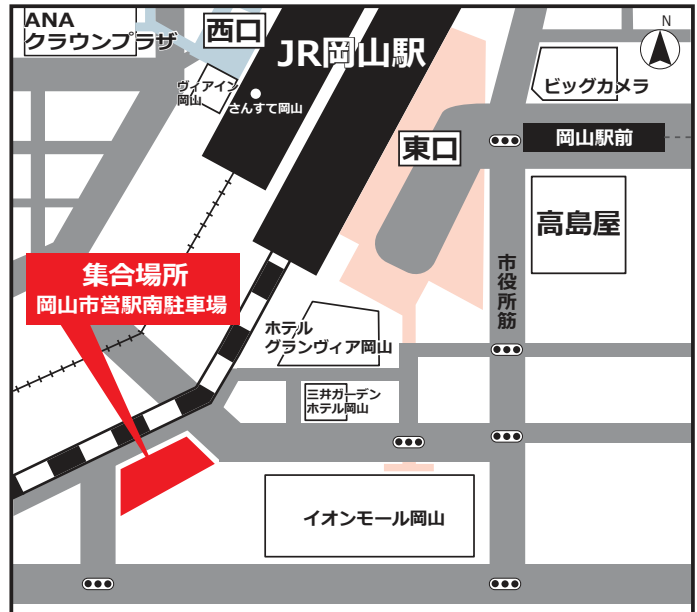 ANA
クラウンプラザ
西口
JR岡山駅
N
ヴィアイン
岡山
さんすて岡山
ビッグカメラ
東口
岡山駅前
高島屋
市役所筋
集合場所
岡山市営駅南駐車場
ホテル
グランヴィア岡山
三井ガーデン
ホテル岡山
イオンモール岡山